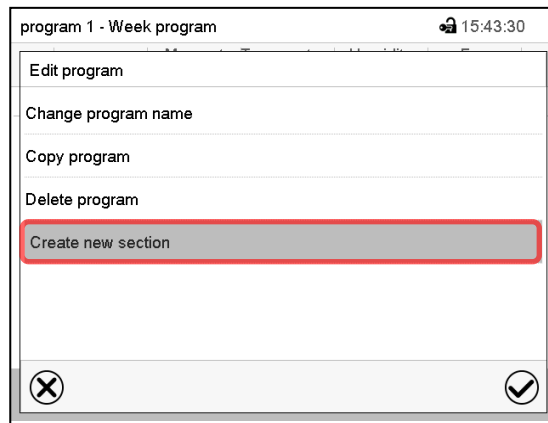 program 1 - Week program 15:43:30
Edit program
Change program name
Copy program
Delete program
Create new section